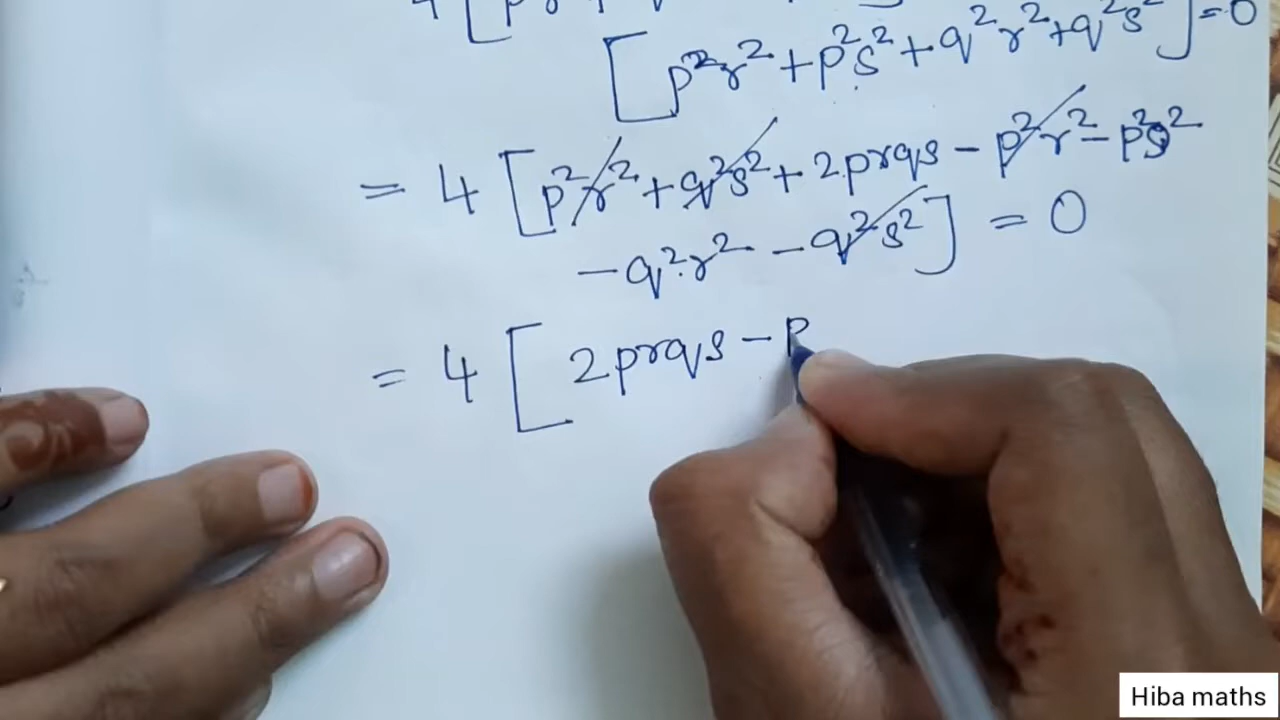 [p²r²+p²s²+q²r²+q²s²]=0
= 4 [p²r²+q²s²+2prqs-p²r²-p²s²
-q²r²-q²s²] = 0
= 4 [ 2prqs - P
Hiba maths